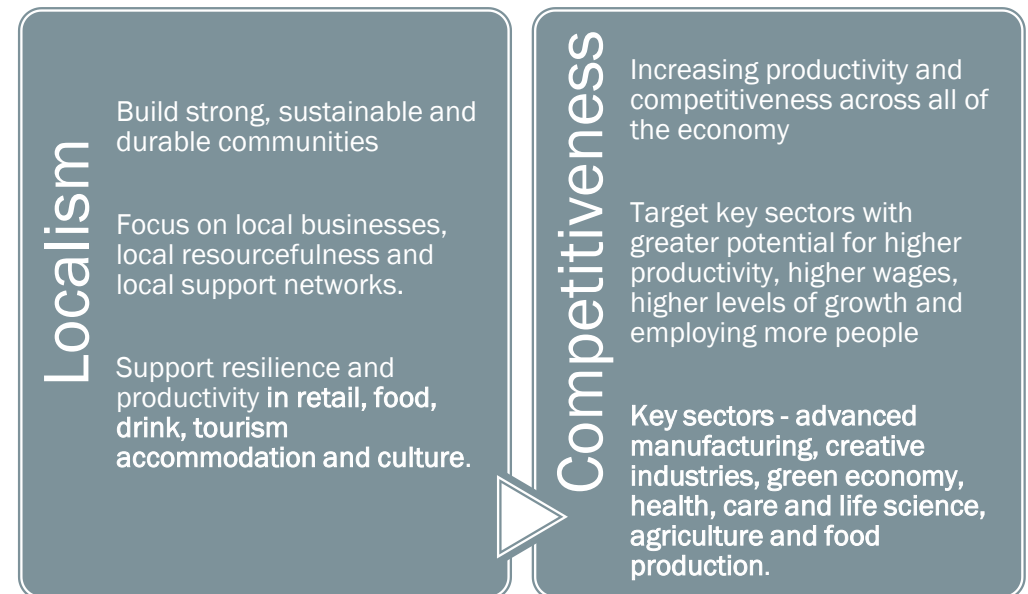 Localism
Build strong, sustainable and
durable communities
Focus on local businesses,
local resourcefulness and
local support networks.
Support resilience and
productivity in retail, food,
drink, tourism
accommodation and culture.
Competitiveness
Increasing productivity and
competitiveness across all of
the economy
Target key sectors with
greater potential for higher
productivity, higher wages,
higher levels of growth and
employing more people
Key sectors - advanced
manufacturing, creative
industries, green economy,
health, care and life science,
agriculture and food
production.